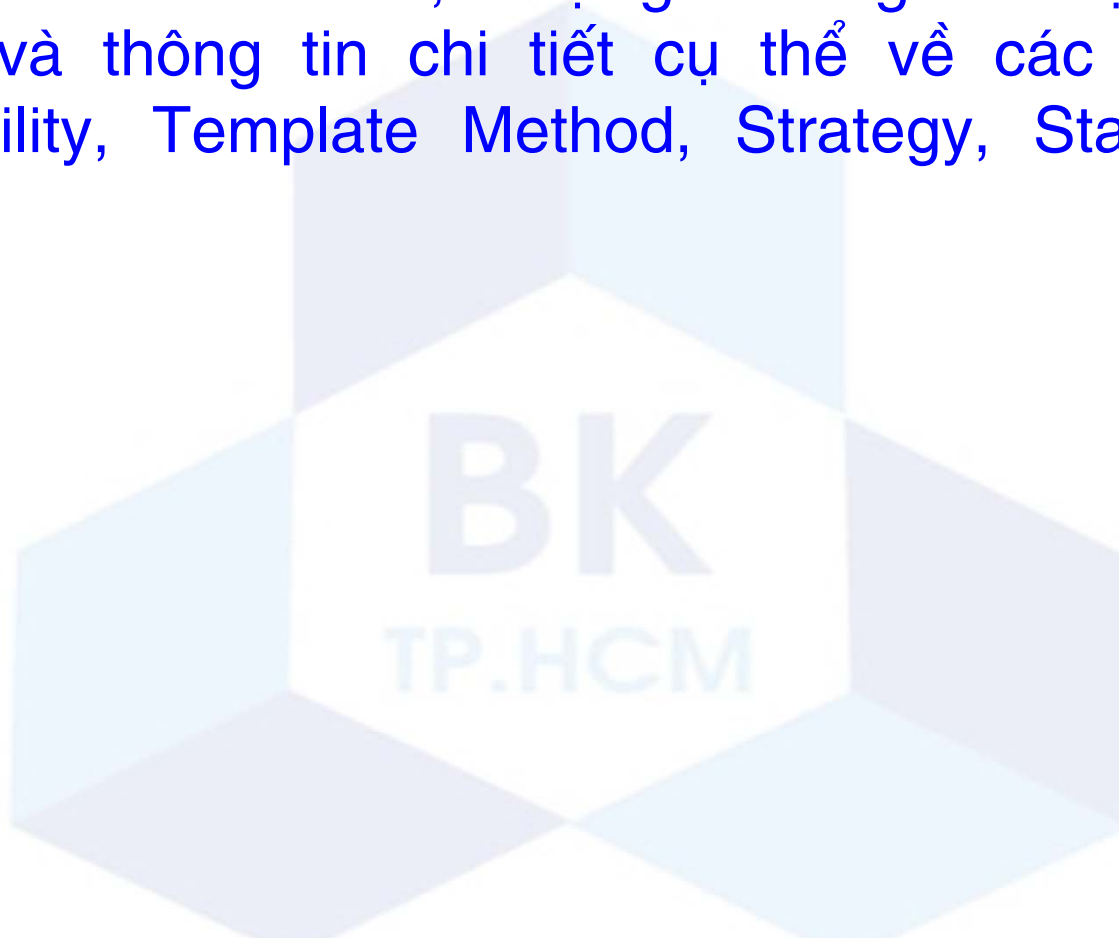 và thông tin chi tiết cụ thể về các
ility, Template Method, Strategy, Sta
BK
TP.HCM